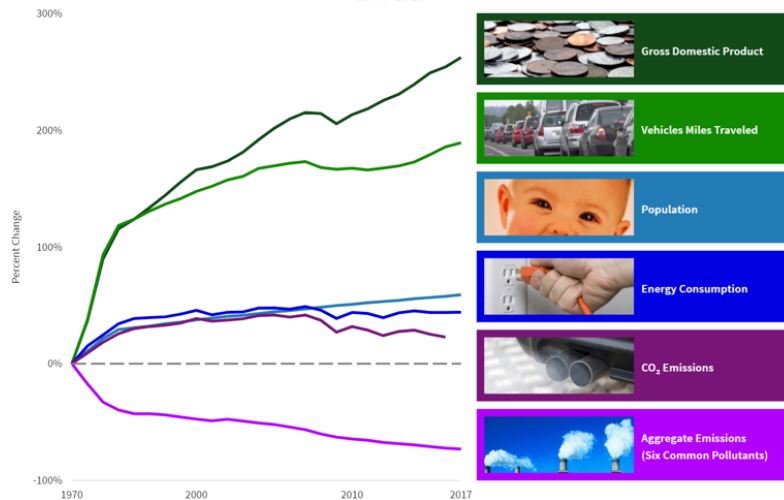 300%
Gross Domestic Product
200%
Vehicles Miles Traveled
Percent Change
Population
100%
Energy Consumption
0%
CO₂ Emissions
Aggregate Emissions
(Six Common Pollutants)
-100%
1970
2000
2010
2017